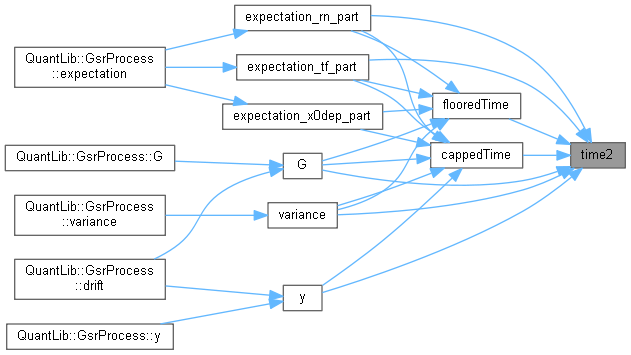 expectation_rn_part
QuantLib::GsrProcess
::expectation
expectation_tf_part
flooredTime
expectation_x0dep_part
QuantLib::GsrProcess::G
G
cappedTime
time2
QuantLib::GsrProcess
::variance
variance
QuantLib::GsrProcess
::drift
y
QuantLib::GsrProcess::y